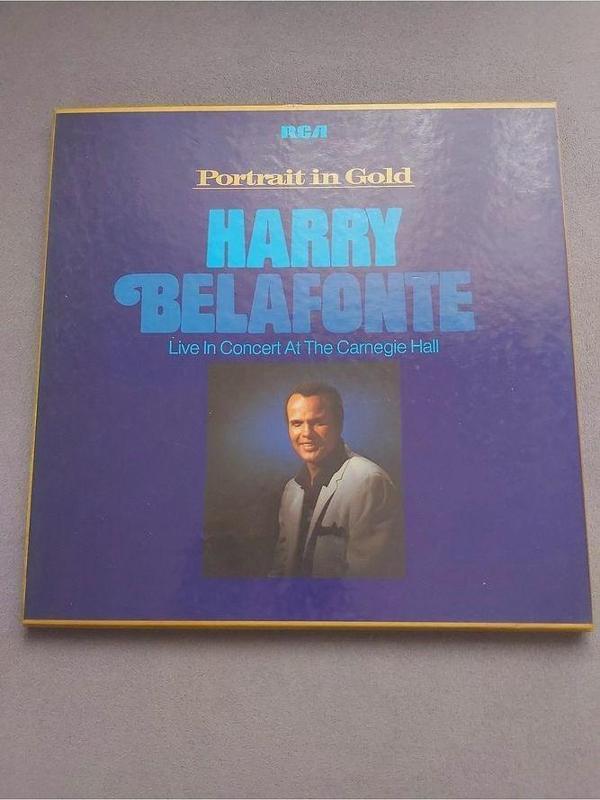 RCA
Portrait in Gold
HARRY
BELAFONTE
Live In Concert At The Carnegie Hall